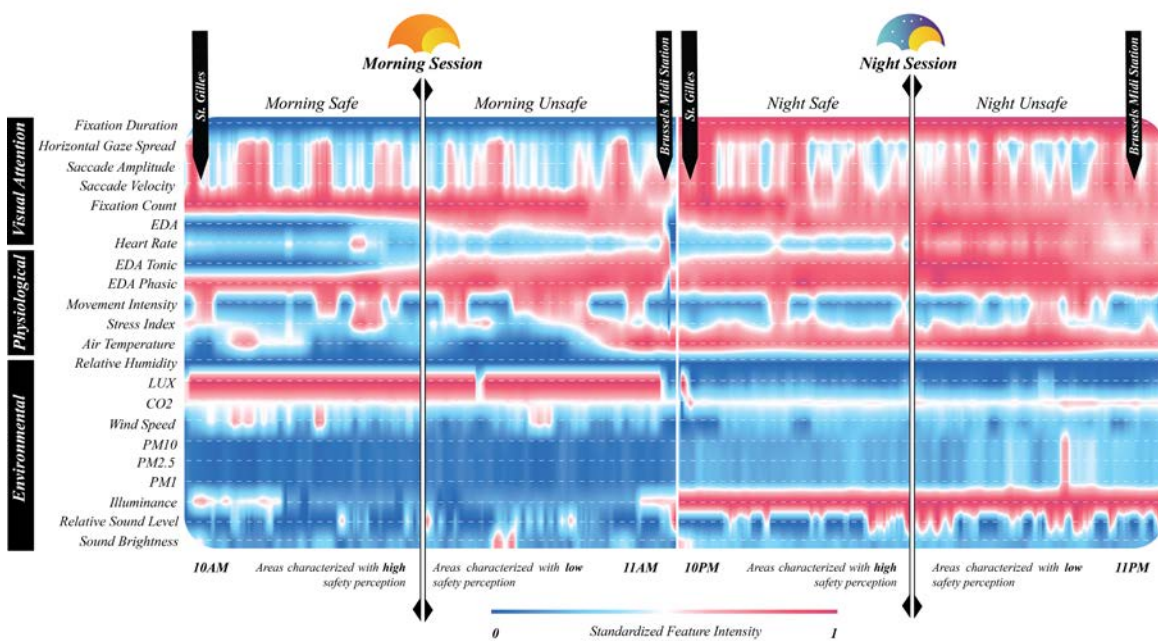 Morning Session
Night Session
St. Gilles
Morning Safe
Morning Unsafe
Brussels Midi Station
St. Gilles
Night Safe
Night Unsafe
Brussels Midi Station
Visual Attention
Fixation Duration
Horizontal Gaze Spread
Saccade Amplitude
Saccade Velocity
Fixation Count
EDA
Heart Rate
Physiological
EDA Tonic
EDA Phasic
Movement Intensity
Stress Index
Air Temperature
Environmental
Relative Humidity
LUX
CO2
Wind Speed
PM10
PM2.5
PM1
Illuminance
Relative Sound Level
Sound Brightness
10AM
Areas characterized with high
safety perception
Areas characterized with low
safety perception
11AM
10PM
Areas characterized with high
safety perception
Areas characterized with low
safety perception
11PM
0
Standardized Feature Intensity
1